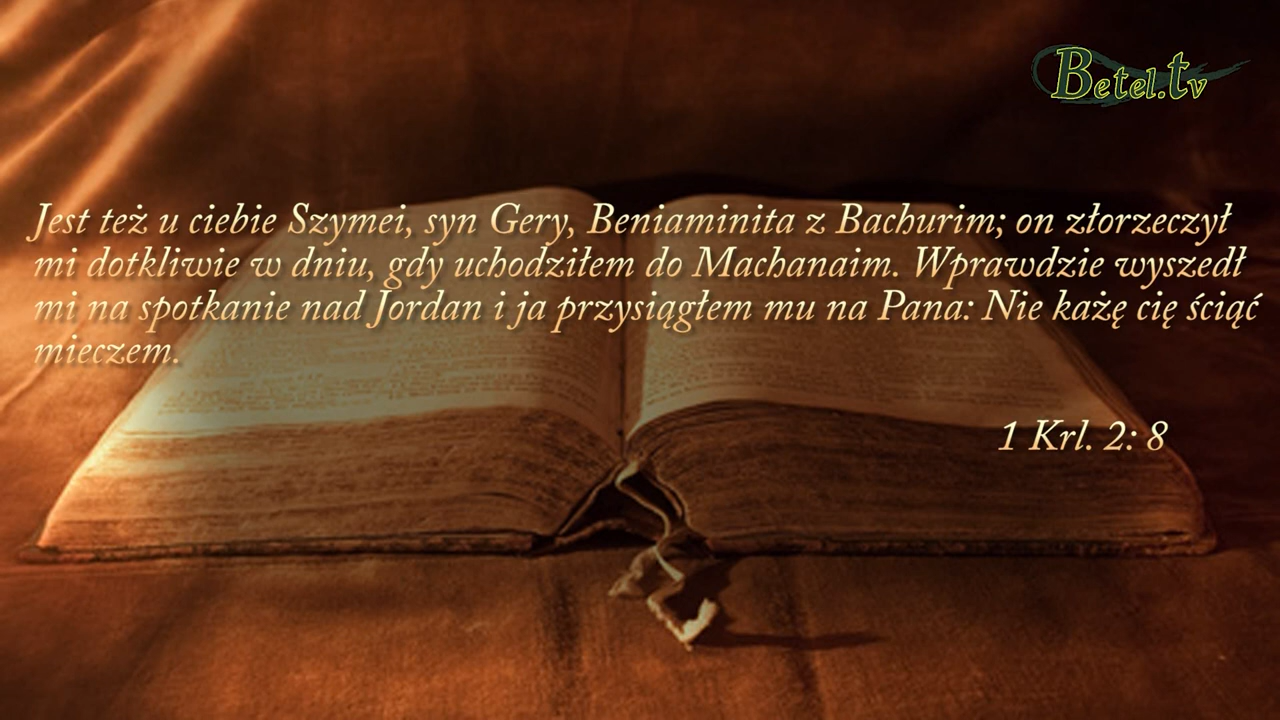 Betel.tv
Jest też u ciebie Szymei, syn Gery, Beniaminita z Bachurim; on złorzeczył
mi dotkliwie w dniu, gdy uchodziłem do Machanaim. Wprawdzie wyszedł
mi na spotkanie nad Jordan i ja przysiągłem mu na Pana: Nie każę cię ściąć
mieczem.
1 Krl. 2: 8